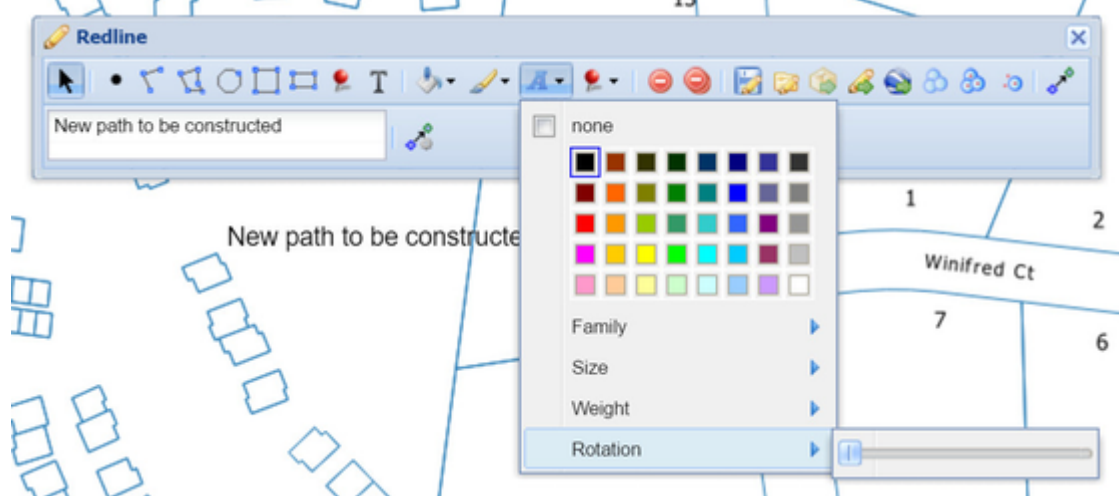 15
Redline
T
A
New path to be constructed
none
1
2
New path to be constructe
Winifred Ct
Family
7
6
Size
Weight
Rotation